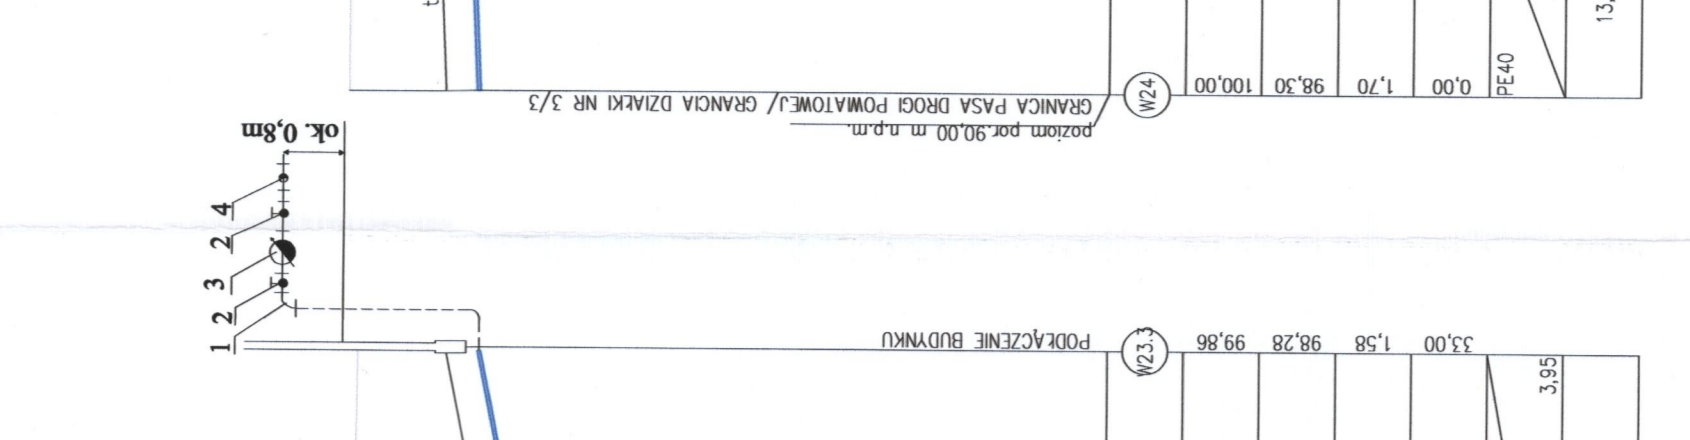 13,
PE40
0,00
1,70
98,30
100,00
W24
GRANICA PASA DROGI POWIATOWEJ/ GRANCIA DZIAŁKI NR 3/3
poziom por.90,00 m n.p.m.
ok. 0,8m
4
2
3
2
1
PODŁĄCZENIE BUDYNKU
W23.3
99,86
98,28
1,58
33,00
3,95